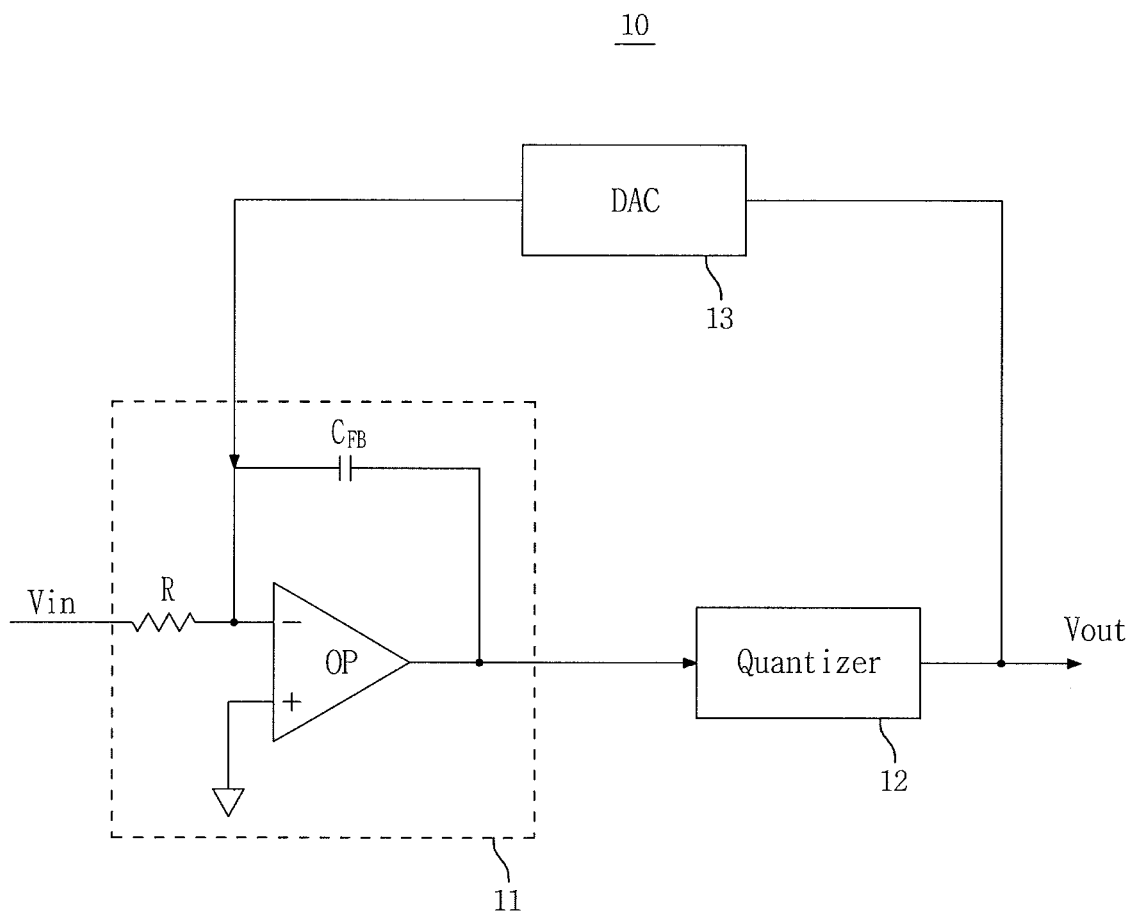 10
DAC
13
C_FB
R
Vin
−
OP
+
Quantizer
Vout
12
11